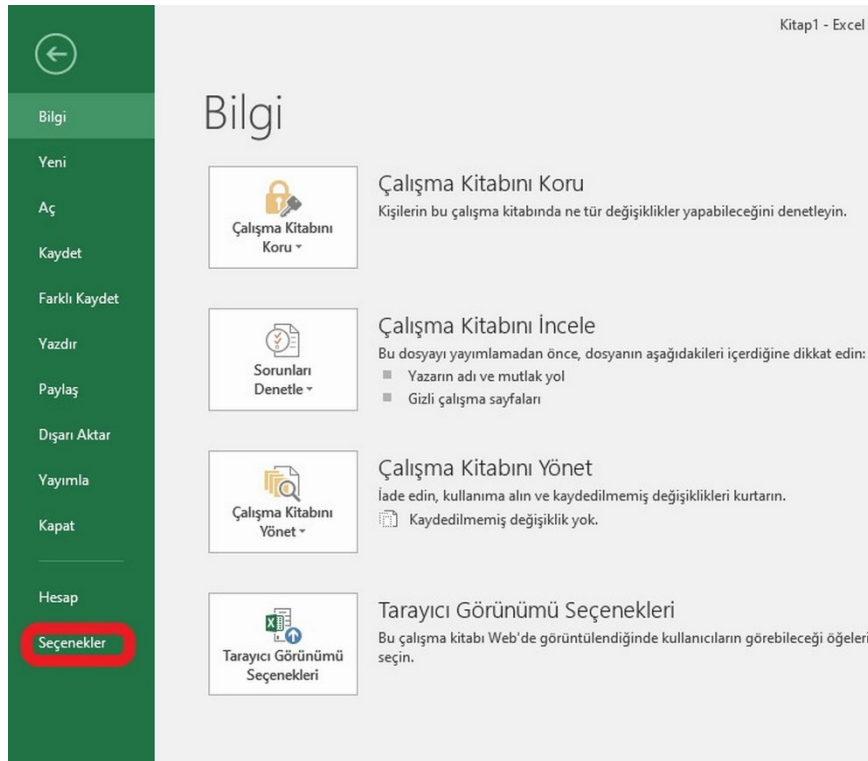 Kitap1 - Excel
Bilgi
Yeni
Aç
Kaydet
Farklı Kaydet
Yazdır
Paylaş
Dışarı Aktar
Yayımla
Kapat
Hesap
Seçenekler
Bilgi
Çalışma Kitabını
Koru
Çalışma Kitabını Koru
Kişilerin bu çalışma kitabında ne tür değişiklikler yapabileceğini denetleyin.
Sorunları
Denetle
Çalışma Kitabını İncele
Bu dosyayı yayımlamadan önce, dosyanın aşağıdakileri içerdiğine dikkat edin:
Yazarın adı ve mutlak yol
Gizli çalışma sayfaları
Çalışma Kitabını
Yönet
Çalışma Kitabını Yönet
İade edin, kullanıma alın ve kaydedilmemiş değişiklikleri kurtarın.
Kaydedilmemiş değişiklik yok.
Tarayıcı Görünümü
Seçenekleri
Tarayıcı Görünümü Seçenekleri
Bu çalışma kitabı Web'de görüntülendiğinde kullanıcıların görebileceği öğeleri
seçin.